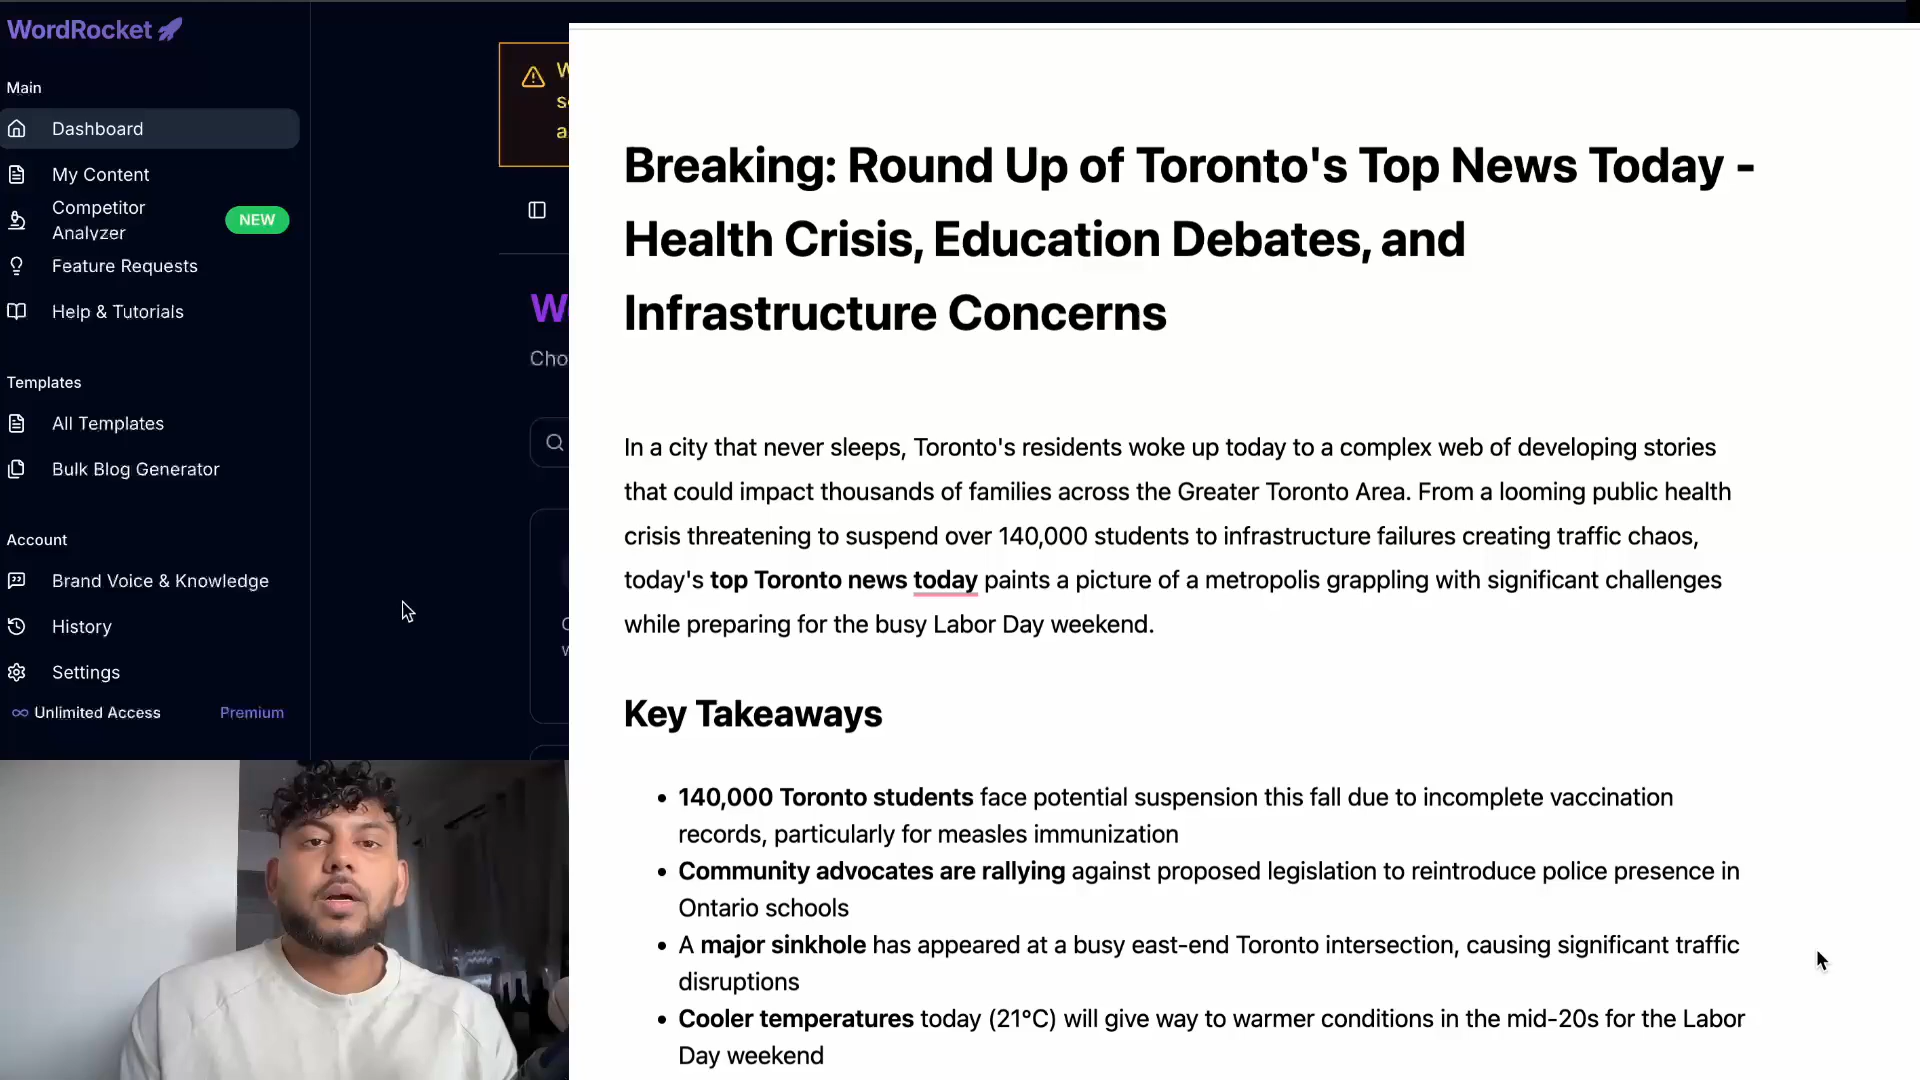 WordRocket
Main
Dashboard
My Content
Competitor
Analyzer
NEW
Feature Requests
Help & Tutorials
Templates
All Templates
Bulk Blog Generator
Account
Brand Voice & Knowledge
History
Settings
Unlimited Access Premium
Breaking: Round Up of Toronto's Top News Today -
Health Crisis, Education Debates, and
Infrastructure Concerns
In a city that never sleeps, Toronto's residents woke up today to a complex web of developing stories
that could impact thousands of families across the Greater Toronto Area. From a looming public health
crisis threatening to suspend over 140,000 students to infrastructure failures creating traffic chaos,
today's top Toronto news today paints a picture of a metropolis grappling with significant challenges
while preparing for the busy Labor Day weekend.
Key Takeaways
• 140,000 Toronto students face potential suspension this fall due to incomplete vaccination
records, particularly for measles immunization
• Community advocates are rallying against proposed legislation to reintroduce police presence in
Ontario schools
• A major sinkhole has appeared at a busy east-end Toronto intersection, causing significant traffic
disruptions
• Cooler temperatures today (21°C) will give way to warmer conditions in the mid-20s for the Labor
Day weekend